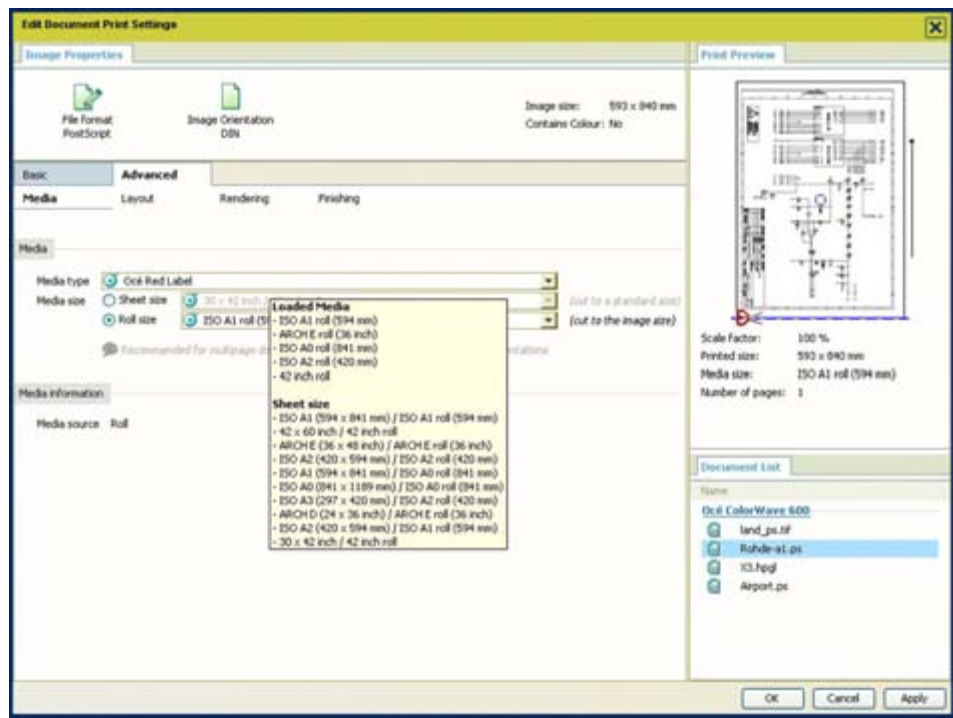 Edit Document Print Settings
Image Properties
File format
PostScript
Image Orientation
DIN
Image size: 593 x 840 mm
Contains Colour: No
Basic
Advanced
Media
Layout
Rendering
Finishing
Media
Media type
Océ Red Label
Media size
Sheet size
30 x 42 inch /
(cut to a standard size)
Roll size
ISO A1 roll (5
(cut to the image size)
Recommended for multipage
Loaded Media
- ISO A1 roll (594 mm)
- ARCH E roll (36 inch)
- ISO A0 roll (841 mm)
- ISO A2 roll (420 mm)
- 42 inch roll
Sheet size
- ISO A1 (594 x 841 mm) / ISO A1 roll (594 mm)
- 42 x 60 inch / 42 inch roll
- ARCH E (36 x 48 inch) / ARCH E roll (36 inch)
- ISO A2 (420 x 594 mm) / ISO A2 roll (420 mm)
- ISO A1 (594 x 841 mm) / ISO A0 roll (841 mm)
- ISO A0 (841 x 1189 mm) / ISO A0 roll (841 mm)
- ISO A3 (297 x 420 mm) / ISO A2 roll (420 mm)
- ARCH D (24 x 36 inch) / ARCH E roll (36 inch)
- ISO A2 (420 x 594 mm) / ISO A1 roll (594 mm)
- 30 x 42 inch / 42 inch roll
Media information
Media source Roll
Print Preview
Scale Factor: 100 %
Printed size: 593 x 840 mm
Media size: ISO A1 roll (594 mm)
Number of pages: 1
Document List
Name
Océ ColorWave 600
land_ps.tif
Rohde-a1.ps
X3.hpgl
Airport.ps
OK
Cancel
Apply